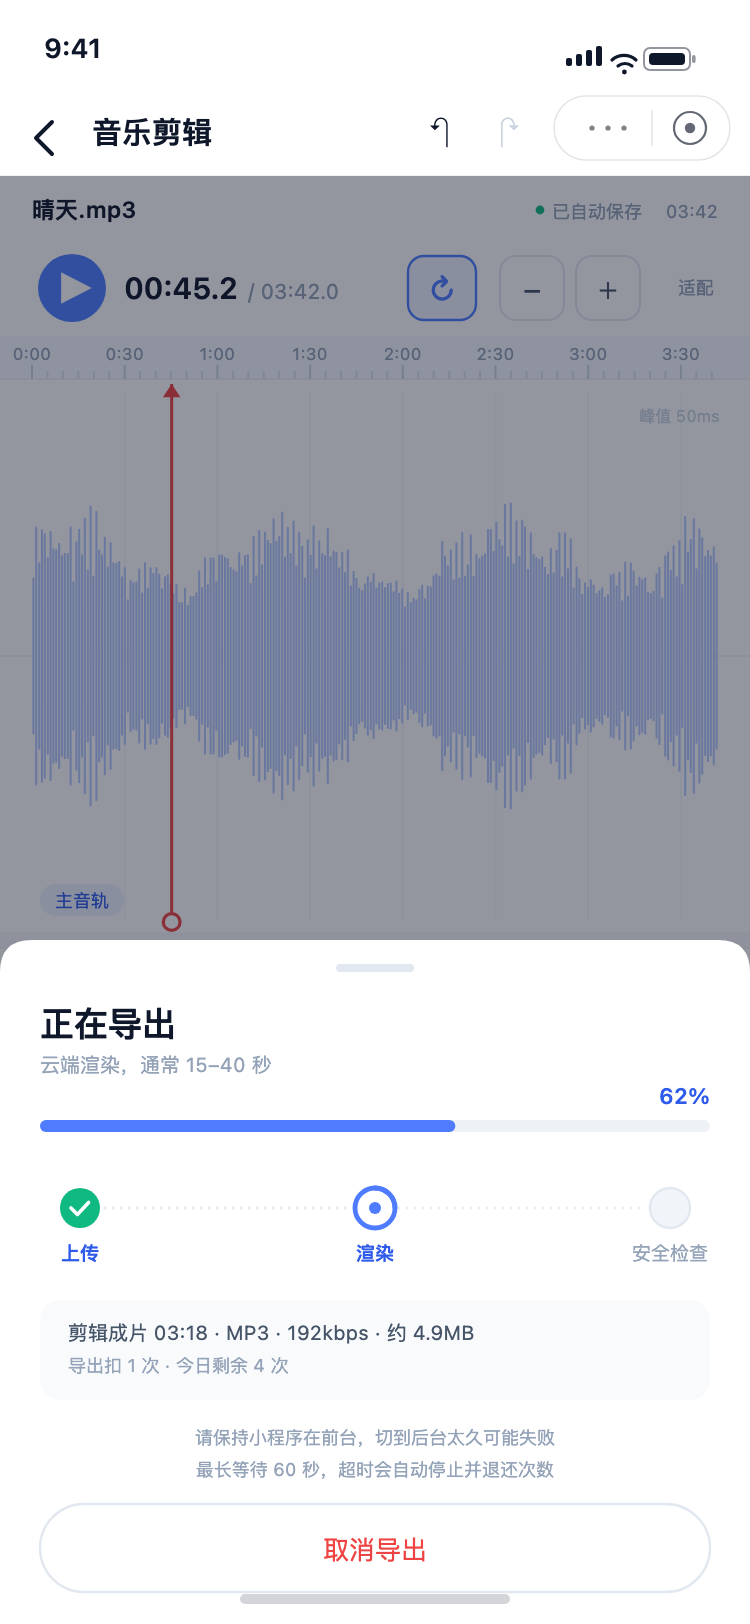 9:41
音乐剪辑
晴天.mp3
已自动保存 03:42
00:45.2 / 03:42.0
适配
0:00 0:30 1:00 1:30 2:00 2:30 3:00 3:30
峰值 50ms
主音轨
正在导出
云端渲染，通常 15–40 秒
62%
上传 渲染 安全检查
剪辑成片 03:18 · MP3 · 192kbps · 约 4.9MB
导出扣 1 次 · 今日剩余 4 次
请保持小程序在前台，切到后台太久可能失败
最长等待 60 秒，超时会自动停止并退还次数
取消导出